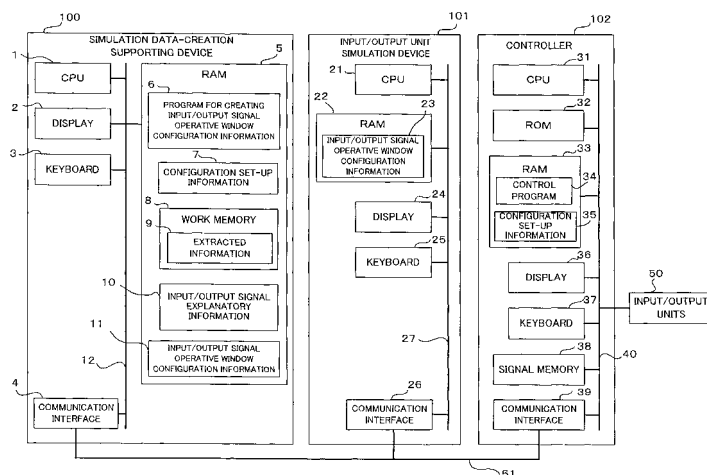 100
101
102
SIMULATION DATA-CREATION
SUPPORTING DEVICE
1
CPU
2
DISPLAY
3
KEYBOARD
5
RAM
6
PROGRAM FOR CREATING
INPUT/OUTPUT SIGNAL
OPERATIVE WINDOW
CONFIGURATION INFORMATION
7
CONFIGURATION SET-UP
INFORMATION
8
WORK MEMORY
9
EXTRACTED
INFORMATION
10
INPUT/OUTPUT SIGNAL
EXPLANATORY
INFORMATION
11
INPUT/OUTPUT SIGNAL
OPERATIVE WINDOW
CONFIGURATION INFORMATION
12
4
COMMUNICATION
INTERFACE
INPUT/OUTPUT UNIT
SIMULATION DEVICE
21
CPU
22
23
RAM
INPUT/OUTPUT SIGNAL
OPERATIVE WINDOW
CONFIGURATION
INFORMATION
24
DISPLAY
25
KEYBOARD
27
26
COMMUNICATION
INTERFACE
CONTROLLER
31
CPU
32
ROM
33
RAM
34
CONTROL
PROGRAM
35
CONFIGURATION
SET-UP
INFORMATION
36
DISPLAY
37
KEYBOARD
38
SIGNAL MEMORY
40
39
COMMUNICATION
INTERFACE
50
INPUT/OUTPUT
UNITS
51